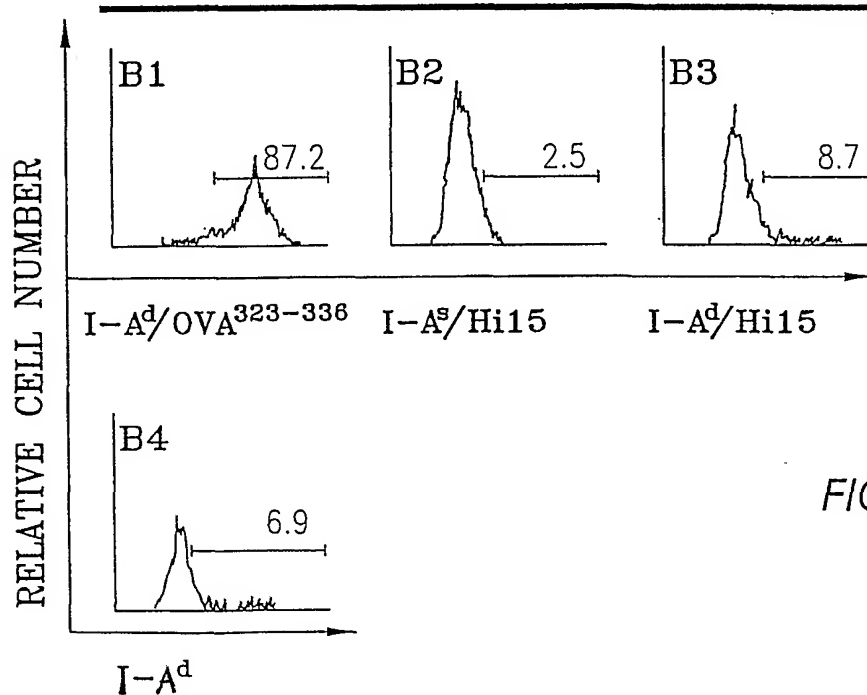 B1
87.2
B2
2.5
B3
8.7
RELATIVE CELL NUMBER
I-Aᵈ/OVA³²³⁻³³⁶
I-Aˢ/Hi15
I-Aᵈ/Hi15
B4
6.9
FIG
I-Aᵈ